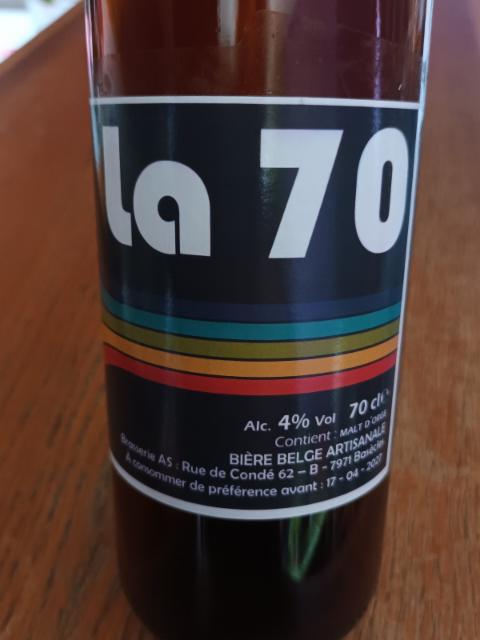 La 70
Alc. 4% Vol 70 cl
Contient : MALT D'ORGE
BIÈRE BELGE ARTISANALE
Brasserie AS : Rue de Condé 62 – B - 7971 Basècles
À consommer de préférence avant : 17 - 04 - 2027